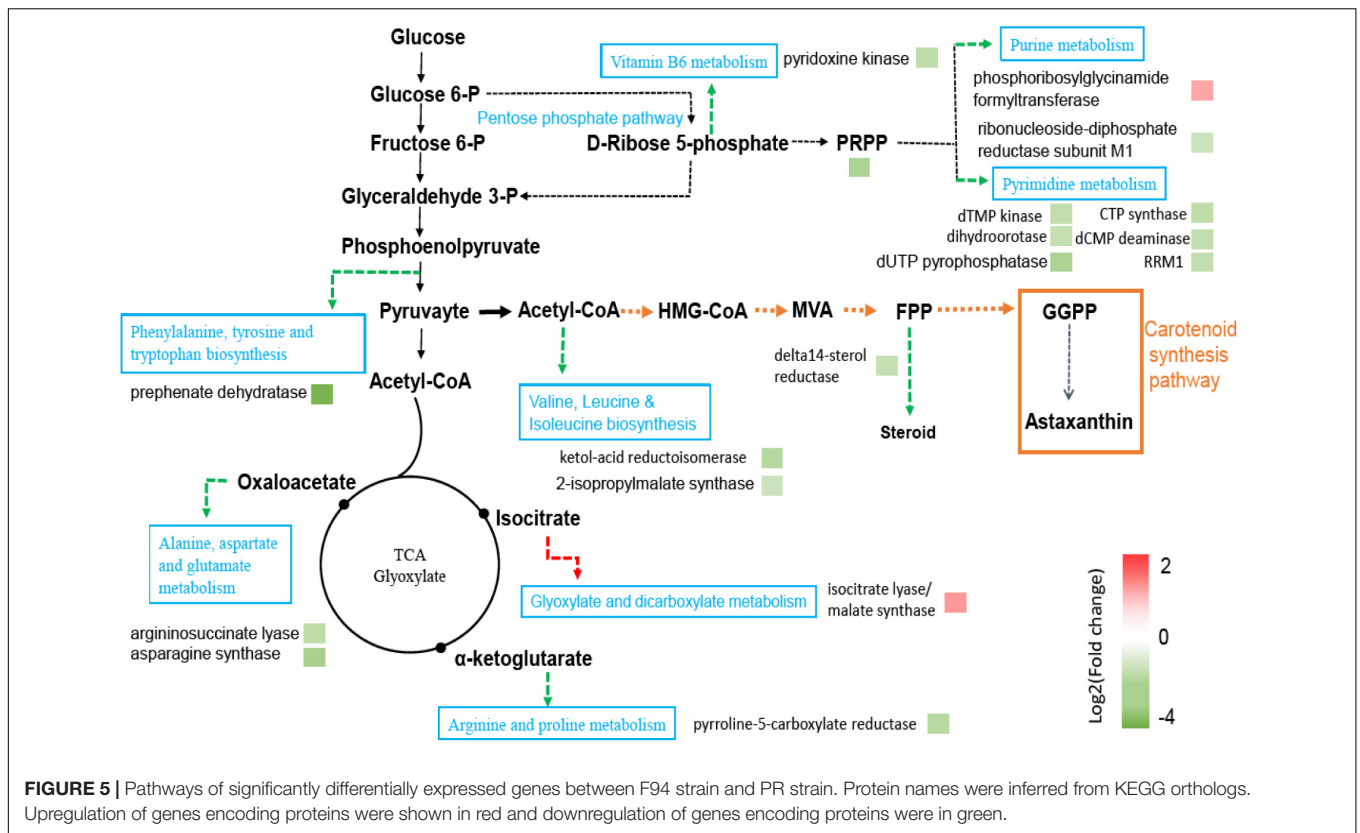 Glucose
Glucose 6-P
Fructose 6-P
Glyceraldehyde 3-P
Phosphoenolpyruvate
Pentose phosphate pathway
D-Ribose 5-phosphate
PRPP
Vitamin B6 metabolism
pyridoxine kinase
Purine metabolism
phosphoribosylglycinamide
formyltransferase
ribonucleoside-diphosphate
reductase subunit M1
Pyrimidine metabolism
dTMP kinase
CTP synthase
dihydroorotase
dCMP deaminase
dUTP pyrophosphatase
RRM1
Pyruvayte
Acetyl-CoA
HMG-CoA
MVA
FPP
GGPP
Astaxanthin
Carotenoid
synthesis
pathway
delta14-sterol
reductase
Steroid
Phenylalanine, tyrosine and
tryptophan biosynthesis
prephenate dehydratase
Acetyl-CoA
Valine, Leucine &
Isoleucine biosynthesis
ketol-acid reductoisomerase
2-isopropylmalate synthase
Oxaloacetate
Isocitrate
Alanine, aspartate
and glutamate
metabolism
TCA
Glyoxylate
Glyoxylate and dicarboxylate metabolism
isocitrate lyase/
malate synthase
argininosuccinate lyase
asparagine synthase
α-ketoglutarate
Arginine and proline metabolism
pyrroline-5-carboxylate reductase
Log2(Fold change)
2
0
-4
FIGURE 5 | Pathways of significantly differentially expressed genes between F94 strain and PR strain. Protein names were inferred from KEGG orthologs.
Upregulation of genes encoding proteins were shown in red and downregulation of genes encoding proteins were in green.